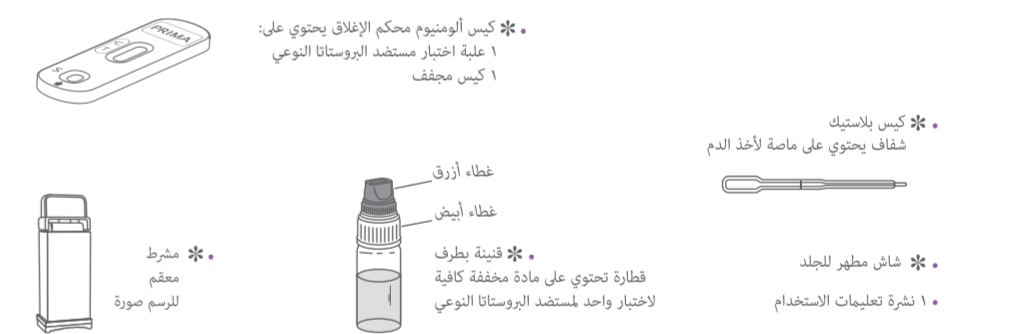 • ✻ كيس ألومنيوم محكم الإغلاق يحتوي على:
١ علبة اختبار مستضد البروستاتا النوعي
١ كيس مجفف
PRIMA
C
T
S
• ✻ كيس بلاستيك
شفاف يحتوي على ماصة لأخذ الدم
غطاء أزرق
غطاء أبيض
• ✻ شاش مطهر للجلد
• ١ نشرة تعليمات الاستخدام
• ✻ قنينة بطرف
قطارة تحتوي على مادة مخففة كافية
لاختبار واحد لمستضد البروستاتا النوعي
• ✻ مشرط
معقم
للرسم صورة